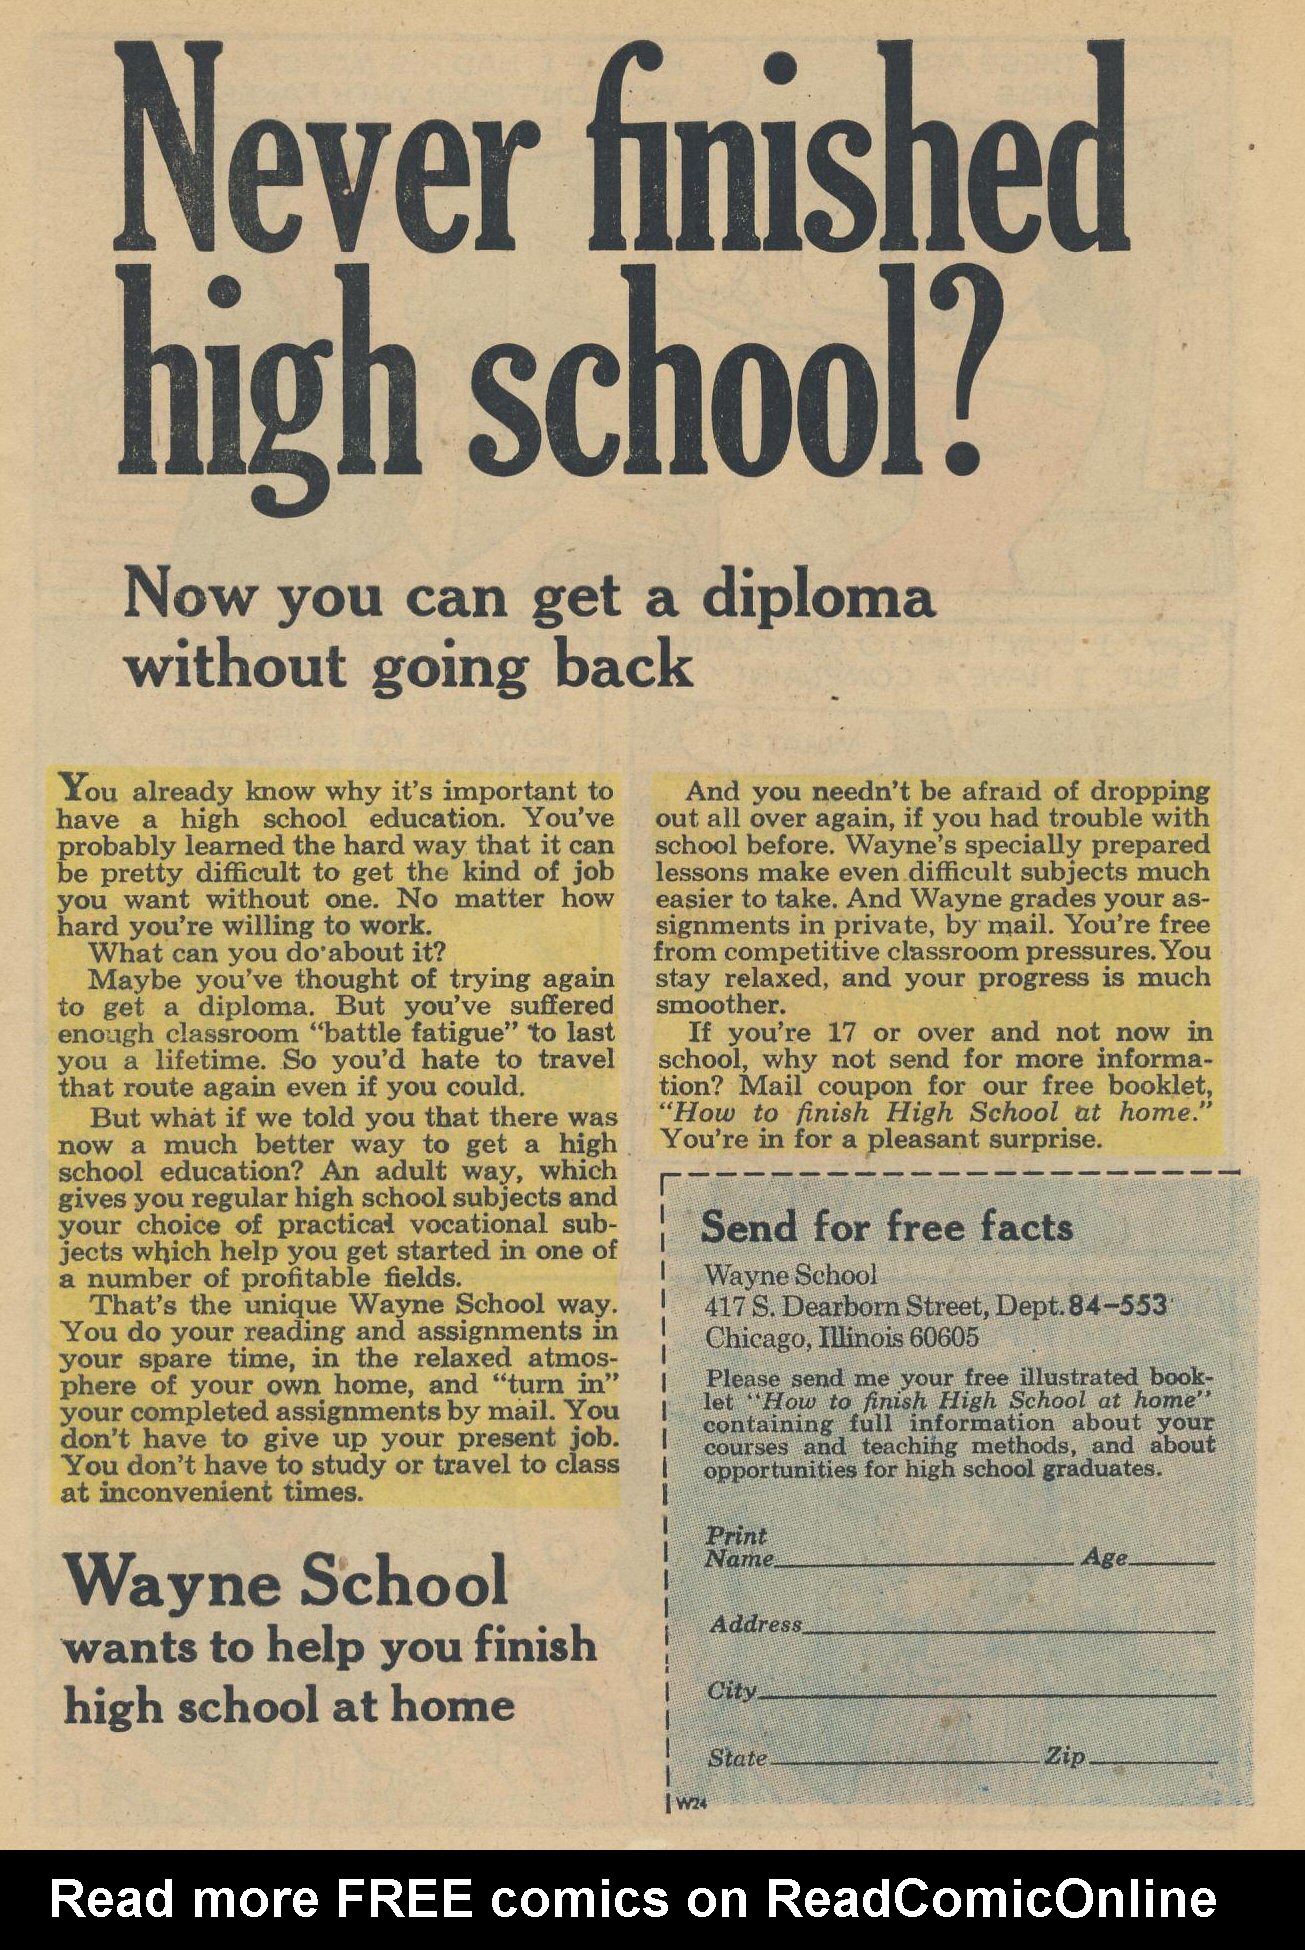 Never finished
high school?
Now you can get a diploma
without going back
You already know why it's important to
have a high school education. You've
probably learned the hard way that it can
be pretty difficult to get the kind of job
you want without one. No matter how
hard you're willing to work.
What can you do about it?
Maybe you've thought of trying again
to get a diploma. But you've suffered
enough classroom "battle fatigue" to last
you a lifetime. So you'd hate to travel
that route again even if you could.
But what if we told you that there was
now a much better way to get a high
school education? An adult way, which
gives you regular high school subjects and
your choice of practical vocational sub-
jects which help you get started in one of
a number of profitable fields.
That's the unique Wayne School way.
You do your reading and assignments in
your spare time, in the relaxed atmos-
phere of your own home, and "turn in"
your completed assignments by mail. You
don't have to give up your present job.
You don't have to study or travel to class
at inconvenient times.
Wayne School
wants to help you finish
high school at home
And you needn't be afraid of dropping
out all over again, if you had trouble with
school before. Wayne's specially prepared
lessons make even difficult subjects much
easier to take. And Wayne grades your as-
signments in private, by mail. You're free
from competitive classroom pressures. You
stay relaxed, and your progress is much
smoother.
If you're 17 or over and not now in
school, why not send for more informa-
tion? Mail coupon for our free booklet,
"How to finish High School at home."
You're in for a pleasant surprise.
Send for free facts
Wayne School
417 S. Dearborn Street, Dept. 84-553
Chicago, Illinois 60605
Please send me your free illustrated book-
let "How to finish High School at home"
containing full information about your
courses and teaching methods, and about
opportunities for high school graduates.
Print
Name Age
Address
City
State Zip
W24
Read more FREE comics on ReadComicOnline